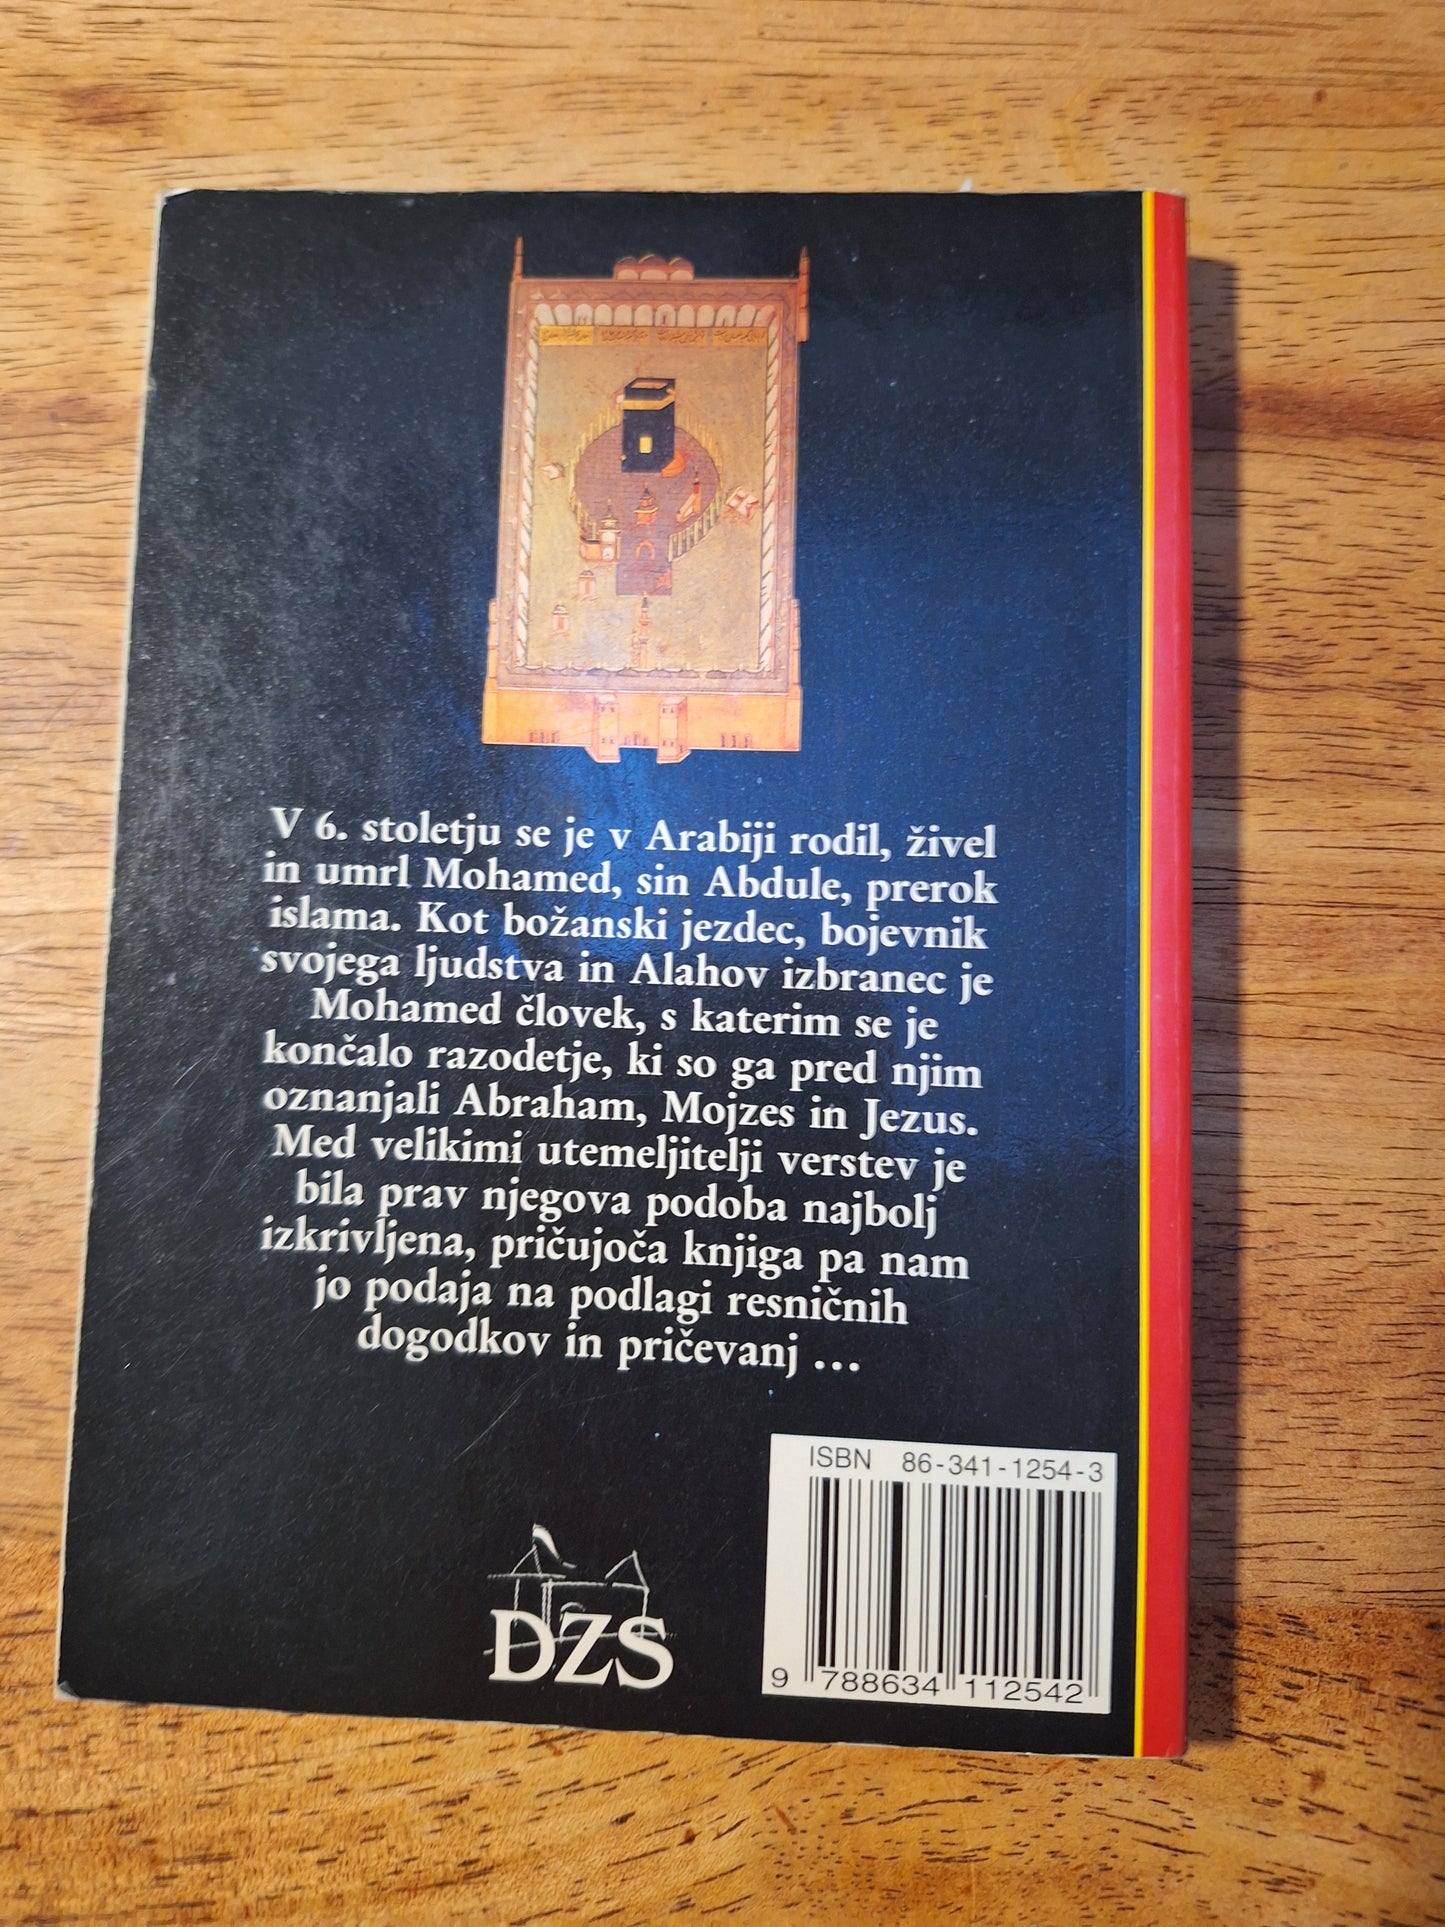 V 6. stoletju se je v Arabiji rodil, živel
in umrl Mohamed, sin Abdule, prerok
islama. Kot božanski jezdec, bojevnik
svojega ljudstva in Alahov izbranec je
Mohamed človek, s katerim se je
končalo razodetje, ki so ga pred njim
oznanjali Abraham, Mojzes in Jezus.
Med velikimi utemeljitelji verstev je
bila prav njegova podoba najbolj
izkrivljena, pričujoča knjiga pa nam
jo podaja na podlagi resničnih
dogodkov in pričevanj ...
ISBN 86-341-1254-3
9 788634 112542
DZS